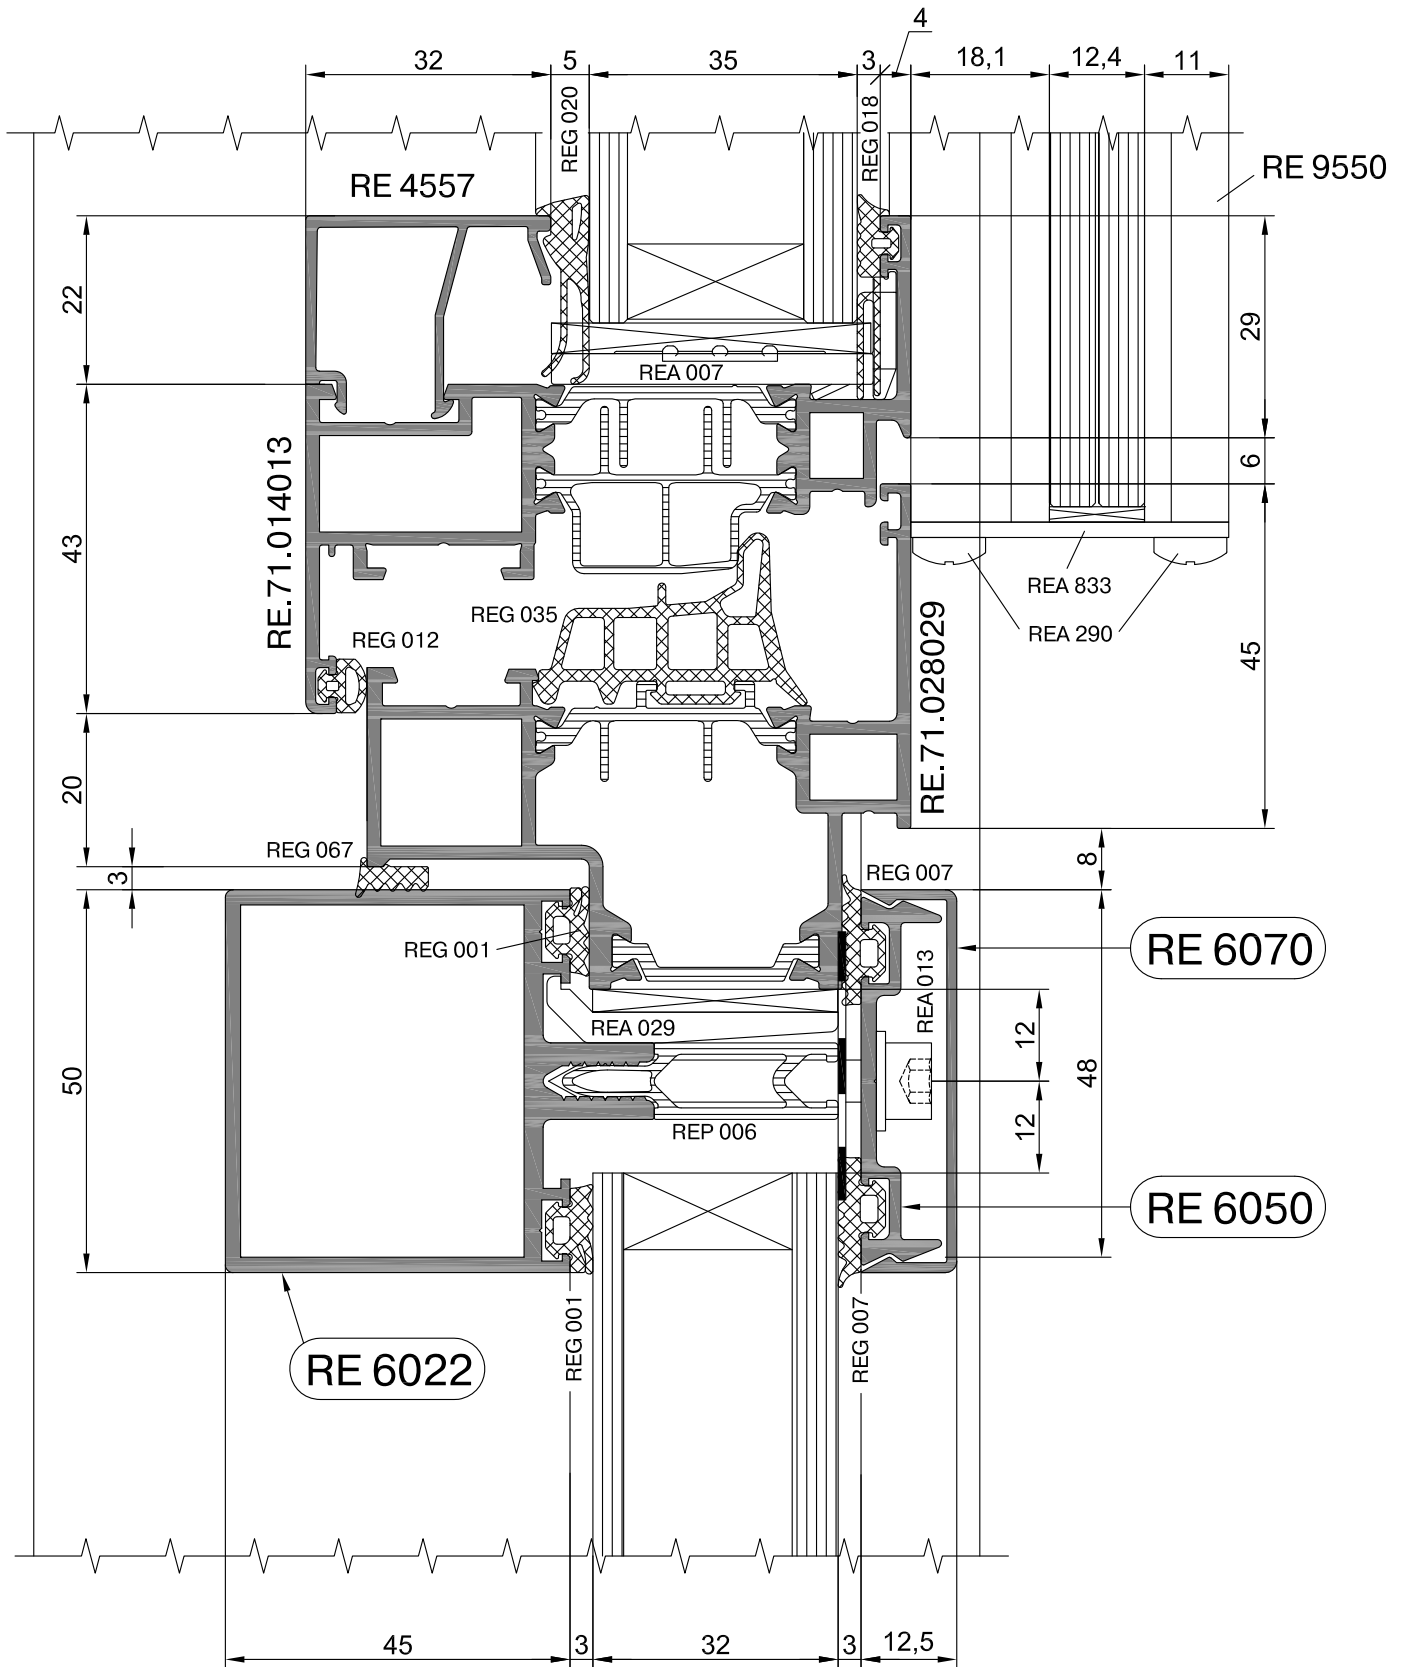 4
32
5
35
3
18,1
12,4
11
REG 020
REG 018
RE 4557
RE 9550
22
29
REA 007
RE.71.014013
43
6
REG 035
REG 012
REA 833
REA 290
RE.71.028029
45
20
REG 067
3
8
REG 007
REG 001
RE 6070
REA 013
REA 029
12
50
48
12
REP 006
RE 6050
REG 001
REG 007
RE 6022
45
3
32
3
12,5